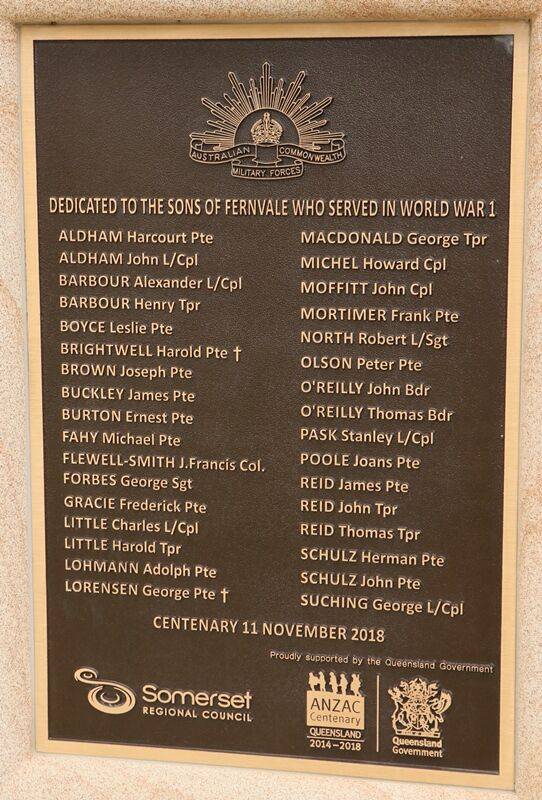 AUSTRALIAN COMMONWEALTH
MILITARY FORCES
DEDICATED TO THE SONS OF FERNVALE WHO SERVED IN WORLD WAR 1
ALDHAM Harcourt Pte
ALDHAM John L/Cpl
BARBOUR Alexander L/Cpl
BARBOUR Henry Tpr
BOYCE Leslie Pte
BRIGHTWELL Harold Pte †
BROWN Joseph Pte
BUCKLEY James Pte
BURTON Ernest Pte
FAHY Michael Pte
FLEWELL-SMITH J.Francis Col.
FORBES George Sgt
GRACIE Frederick Pte
LITTLE Charles L/Cpl
LITTLE Harold Tpr
LOHMANN Adolph Pte
LORENSEN George Pte †
MACDONALD George Tpr
MICHEL Howard Cpl
MOFFITT John Cpl
MORTIMER Frank Pte
NORTH Robert L/Sgt
OLSON Peter Pte
O'REILLY John Bdr
O'REILLY Thomas Bdr
PASK Stanley L/Cpl
POOLE Joans Pte
REID James Pte
REID John Tpr
REID Thomas Tpr
SCHULZ Herman Pte
SCHULZ John Pte
SUCHING George L/Cpl
CENTENARY 11 NOVEMBER 2018
Proudly supported by the Queensland Government
Somerset
REGIONAL COUNCIL
ANZAC
Centenary
QUEENSLAND
2014–2018
Queensland
Government